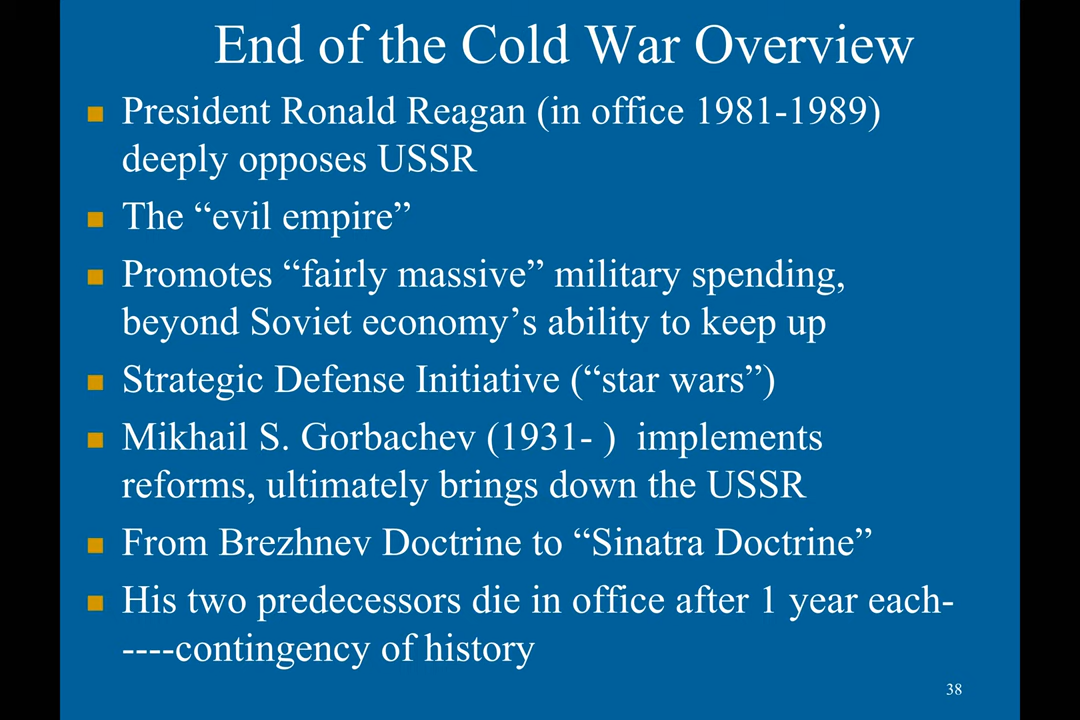 End of the Cold War Overview
President Ronald Reagan (in office 1981-1989)
deeply opposes USSR
The “evil empire”
Promotes “fairly massive” military spending,
beyond Soviet economy’s ability to keep up
Strategic Defense Initiative (“star wars”)
Mikhail S. Gorbachev (1931- )  implements
reforms, ultimately brings down the USSR
From Brezhnev Doctrine to “Sinatra Doctrine”
His two predecessors die in office after 1 year each-
----contingency of history
38